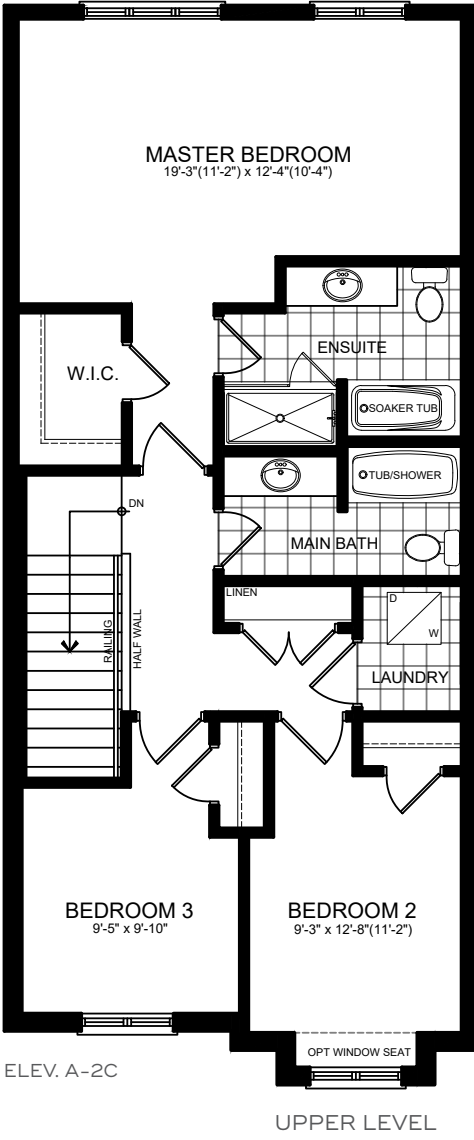 MASTER BEDROOM
19'-3"(11'-2") x 12'-4"(10'-4")
ENSUITE
W.I.C.
SOAKER TUB
TUB/SHOWER
DN
MAIN BATH
LINEN
D
W
RAILING
HALF WALL
LAUNDRY
BEDROOM 3
9'-5" x 9'-10"
BEDROOM 2
9'-3" x 12'-8"(11'-2")
OPT WINDOW SEAT
ELEV. A-2C
UPPER LEVEL